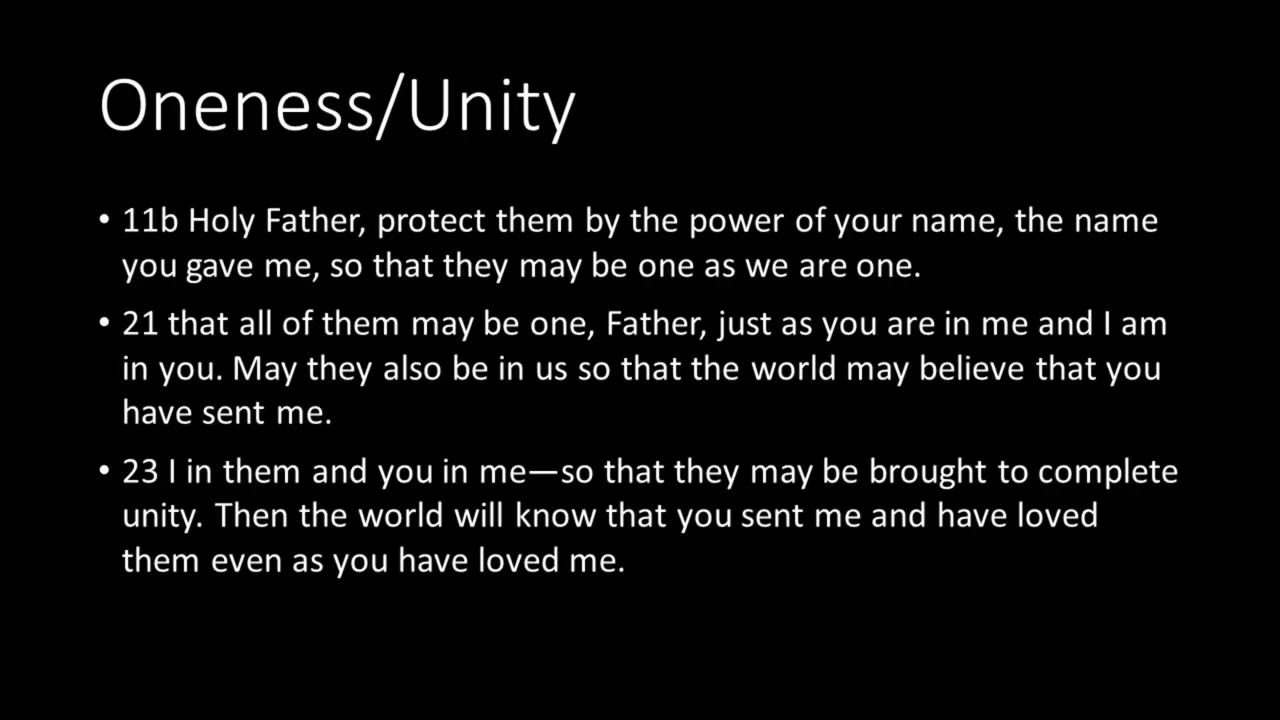 Oneness/Unity
• 11b Holy Father, protect them by the power of your name, the name
you gave me, so that they may be one as we are one.
• 21 that all of them may be one, Father, just as you are in me and I am
in you. May they also be in us so that the world may believe that you
have sent me.
• 23 I in them and you in me—so that they may be brought to complete
unity. Then the world will know that you sent me and have loved
them even as you have loved me.